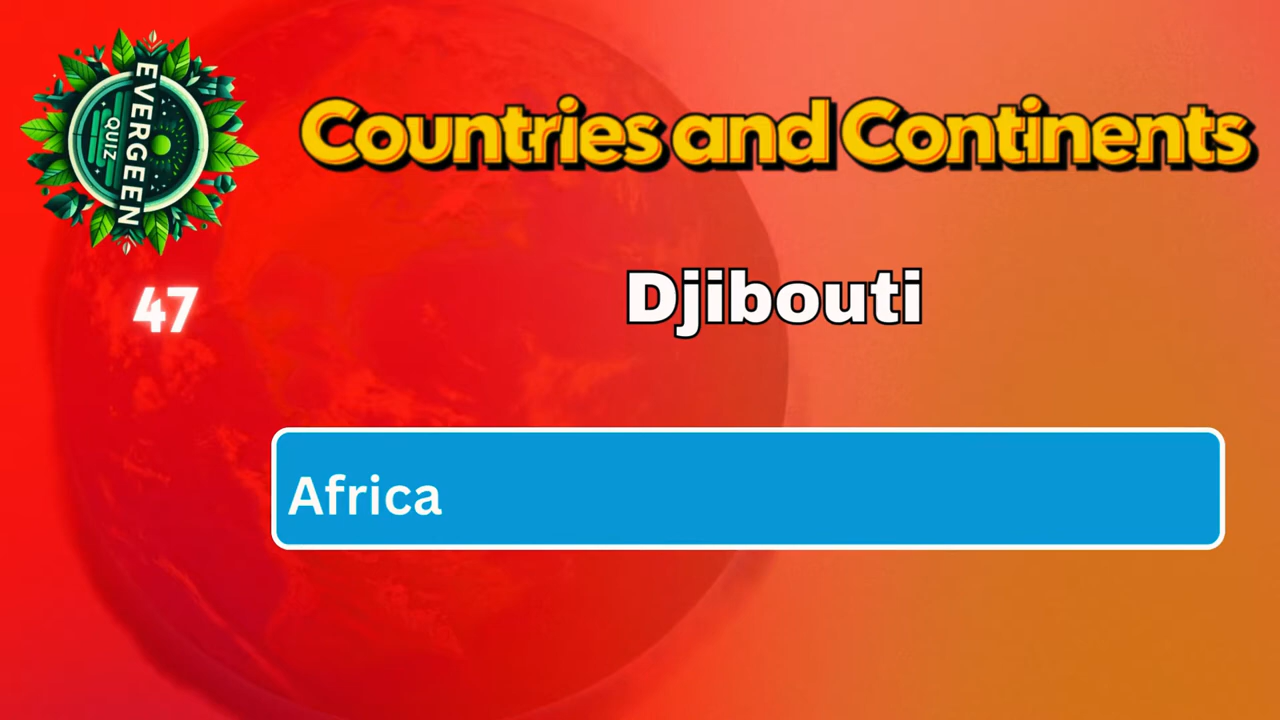 EVERGEEN
QUIZ
Countries and Continents
47
Djibouti
Africa